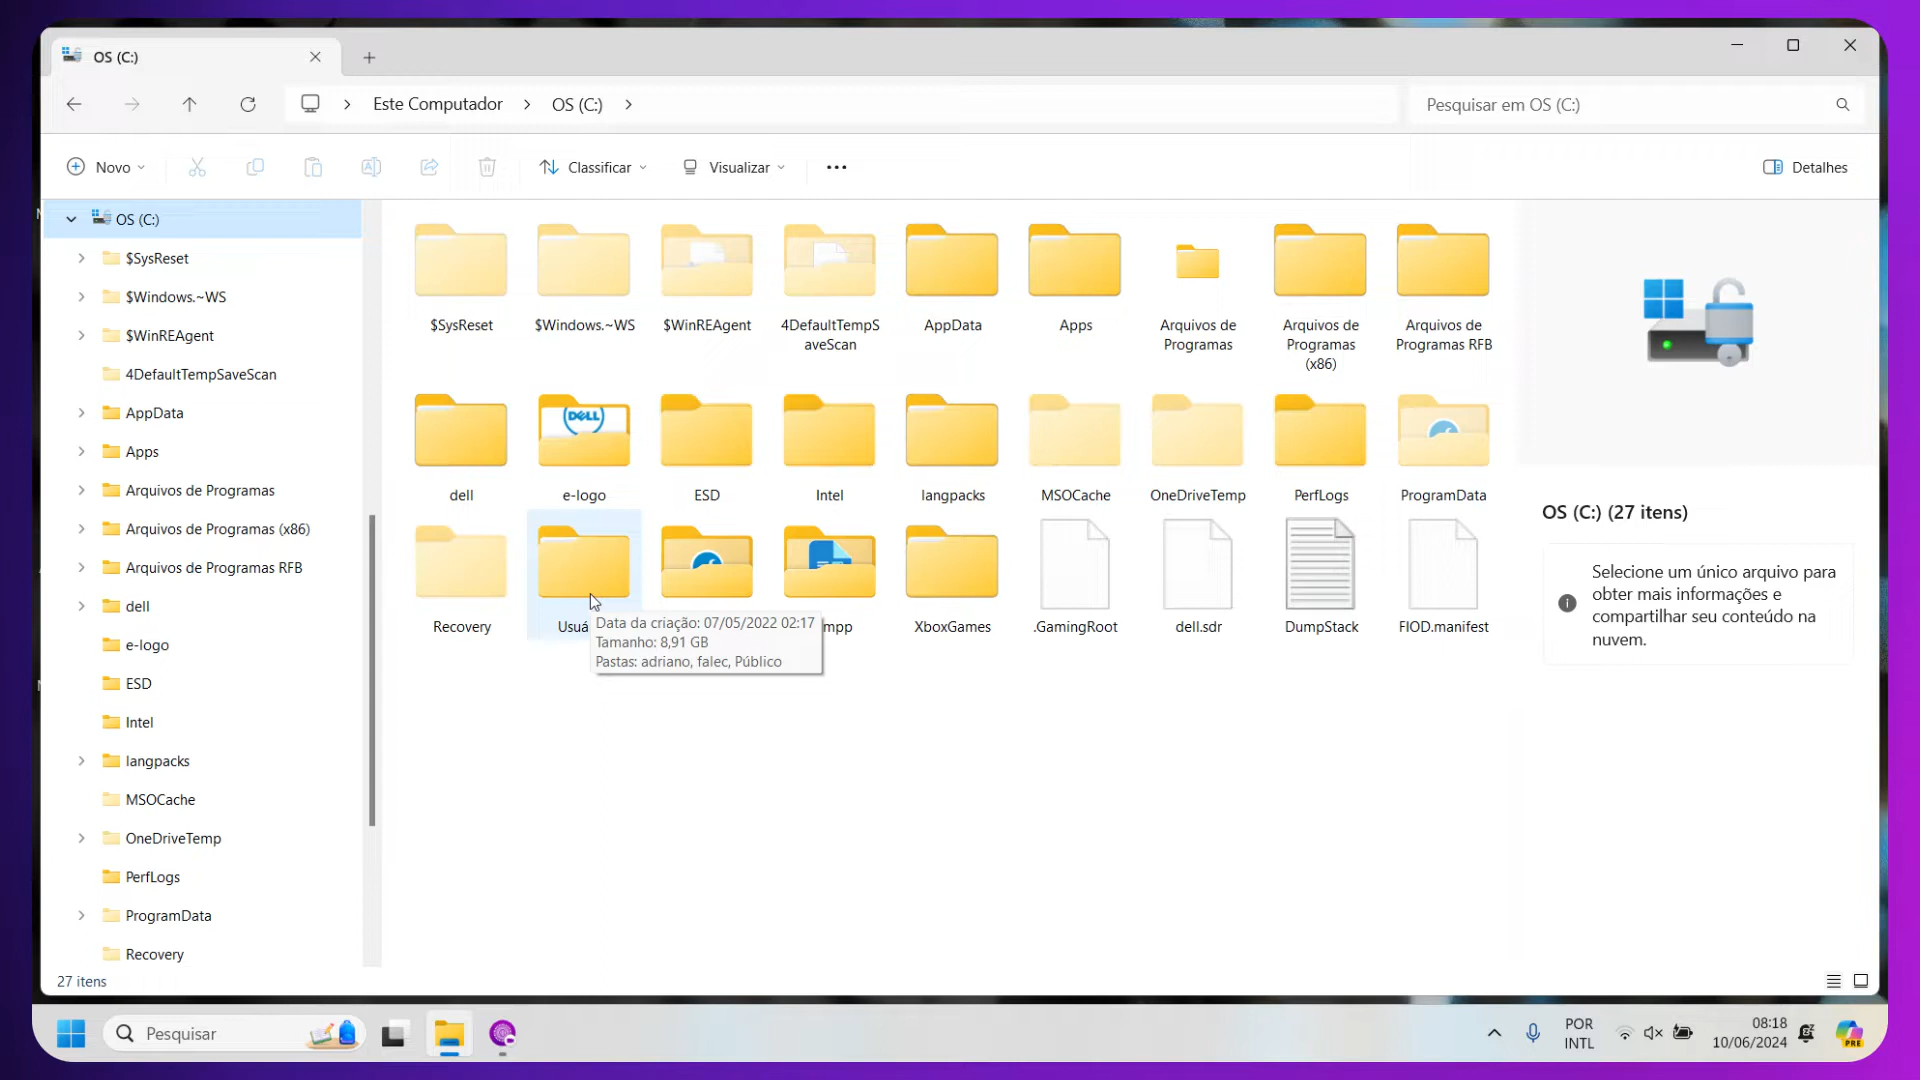 OS (C:)
Este Computador
OS (C:)
Pesquisar em OS (C:)
Novo
Classificar
Visualizar
Detalhes
OS (C:)
$SysReset
$Windows.~WS
$WinREAgent
4DefaultTempSaveScan
AppData
Apps
Arquivos de Programas
Arquivos de Programas (x86)
Arquivos de Programas RFB
dell
e-logo
ESD
Intel
langpacks
MSOCache
OneDriveTemp
PerfLogs
ProgramData
Recovery
$SysReset
$Windows.~WS
$WinREAgent
4DefaultTempS
aveScan
AppData
Apps
Arquivos de
Programas
Arquivos de
Programas
(x86)
Arquivos de
Programas RFB
dell
DELL
e-logo
ESD
Intel
langpacks
MSOCache
OneDriveTemp
PerfLogs
ProgramData
Recovery
XboxGames
.GamingRoot
dell.sdr
DumpStack
FIOD.manifest
Data da criação: 07/05/2022 02:17
Tamanho: 8,91 GB
Pastas: adriano, falec, Público
OS (C:) (27 itens)
Selecione um único arquivo para
obter mais informações e
compartilhar seu conteúdo na
nuvem.
27 itens
Pesquisar
POR
INTL
08:18
10/06/2024
PRE